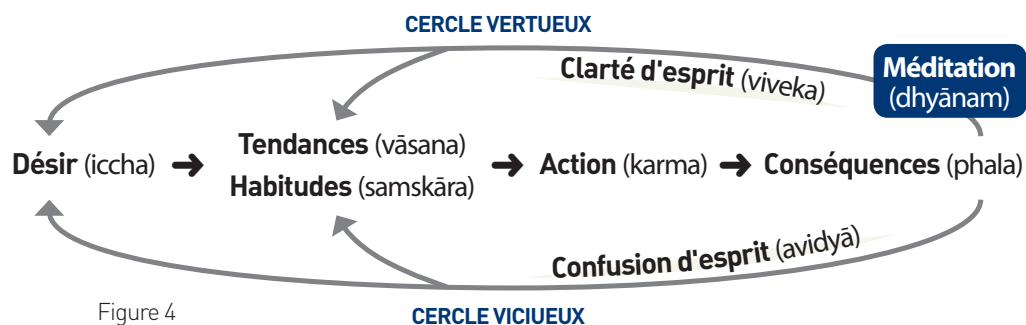 CERCLE VERTUEUX
Clarté d'esprit (viveka)
Méditation
(dhyānam)
Désir (iccha) ➜ Tendances (vāsana)
Habitudes (samskāra) ➜ Action (karma) ➜ Conséquences (phala)
Confusion d'esprit (avidyā)
Figure 4
CERCLE VICIUEUX